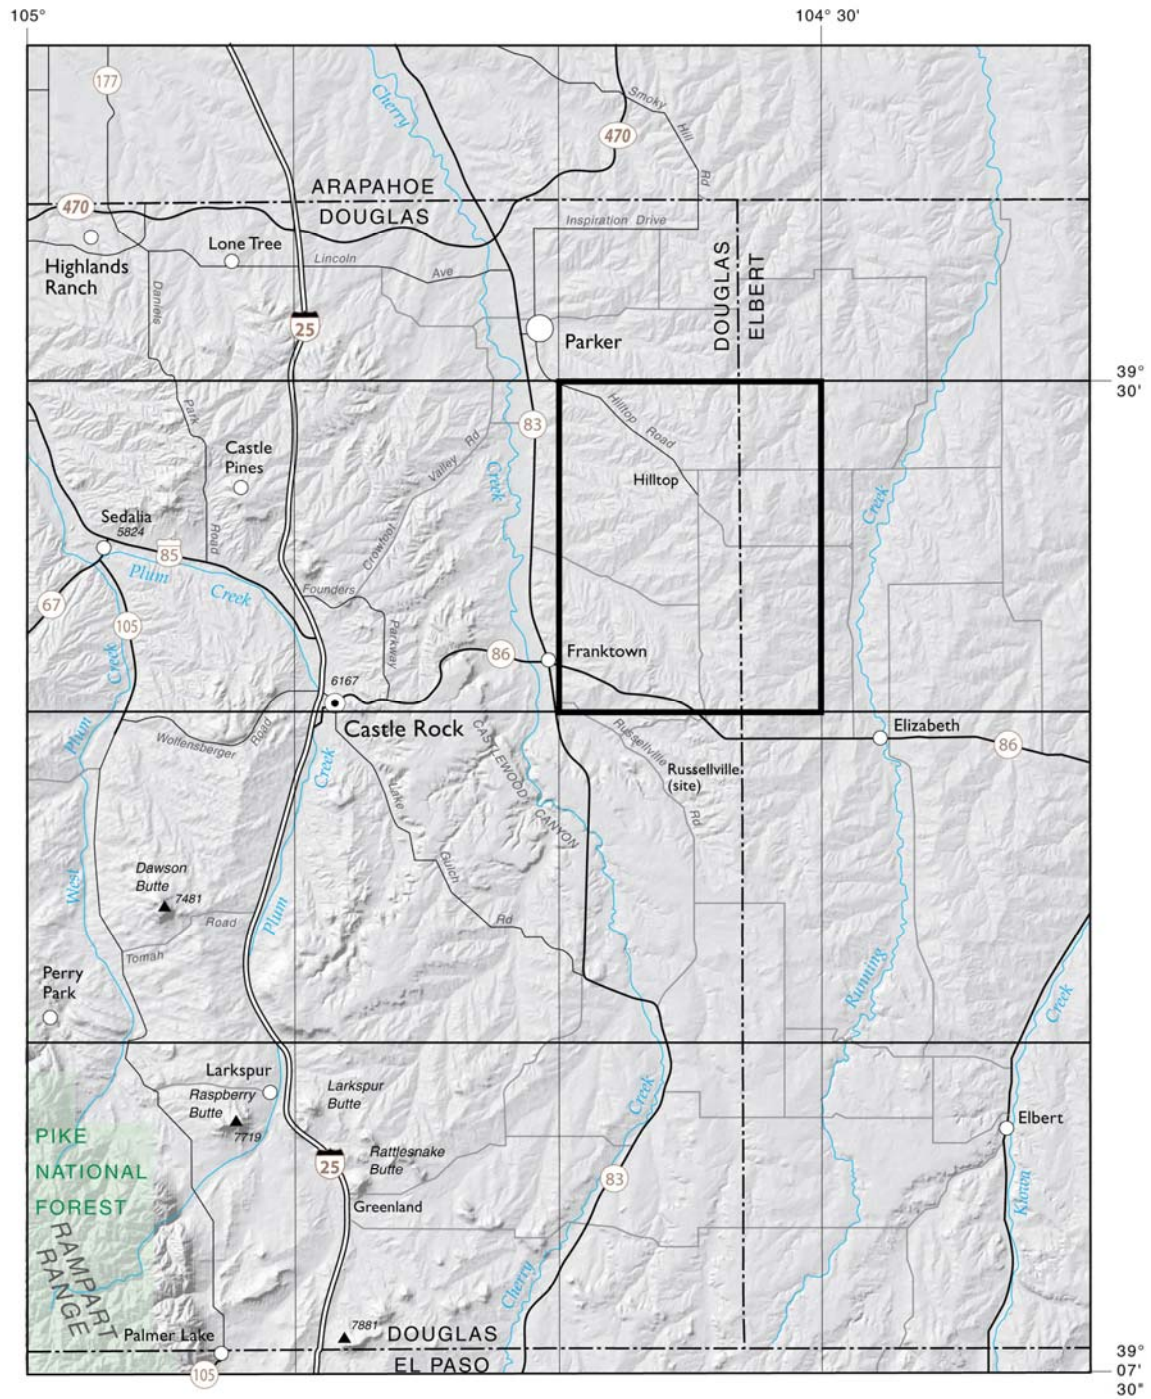 105°
104° 30'
177
Cherry
Smoky
Hill
Rd
470
ARAPAHOE
DOUGLAS
470
Inspiration Drive
Highlands
Ranch
Lone Tree
Lincoln
Ave
DOUGLAS
ELBERT
Daniels
25
Parker
39°
30'
Park
83
Hilltop
Road
Castle
Pines
Valley
Rd
Creek
Hilltop
Creek
Sedalia
5824
Road
Crowfoot
85
Plum
Creek
Founders
67
105
Parkway
Creek
86
Franktown
6167
Plum
Wolfensberger
Road
Castle Rock
Creek
CASTLEWOOD
CANYON
Russellville
Rd
Russellville
(site)
Elizabeth
86
Lake
Gulch
Rd
Dawson
Butte
7481
West
Road
Tomah
Plum
Perry
Park
Running
Creek
Larkspur
Raspberry
Butte
7719
Larkspur
Butte
Creek
Elbert
PIKE
NATIONAL
FOREST
25
Rattlesnake
Butte
83
Greenland
Kiowa
RAMPART
RANGE
Cherry
Palmer Lake
7881
DOUGLAS
EL PASO
105
39°
07'
30"